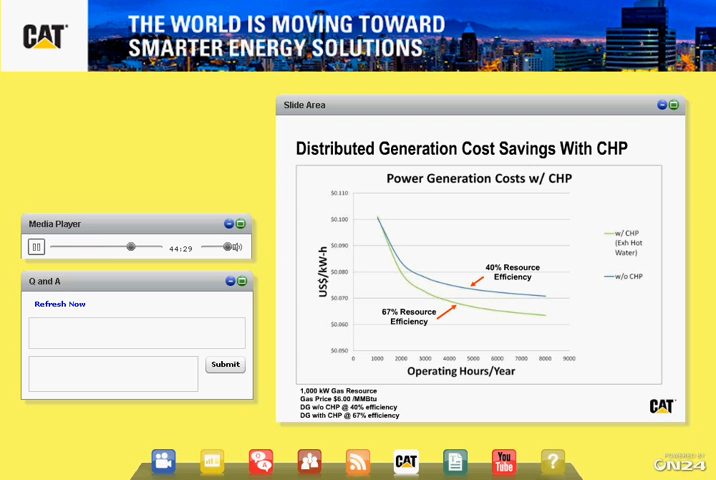 CAT
THE WORLD IS MOVING TOWARD
SMARTER ENERGY SOLUTIONS
Slide Area
Distributed Generation Cost Savings With CHP
Power Generation Costs w/ CHP
$0.110
$0.100
$0.090
$0.080
$0.070
$0.060
$0.050
US$/kW-h
0 1000 2000 3000 4000 5000 6000 7000 8000 9000
Operating Hours/Year
40% Resource
Efficiency
67% Resource
Efficiency
w/ CHP
(Exh Hot
Water)
w/o CHP
1,000 kW Gas Resource
Gas Price $6.00 /MMBtu
DG w/o CHP @ 40% efficiency
DG with CHP @ 67% efficiency
CAT
Media Player
44:29
Q and A
Refresh Now
Submit
Q
A
CAT
You
Tube
?
POWERED BY
ON24